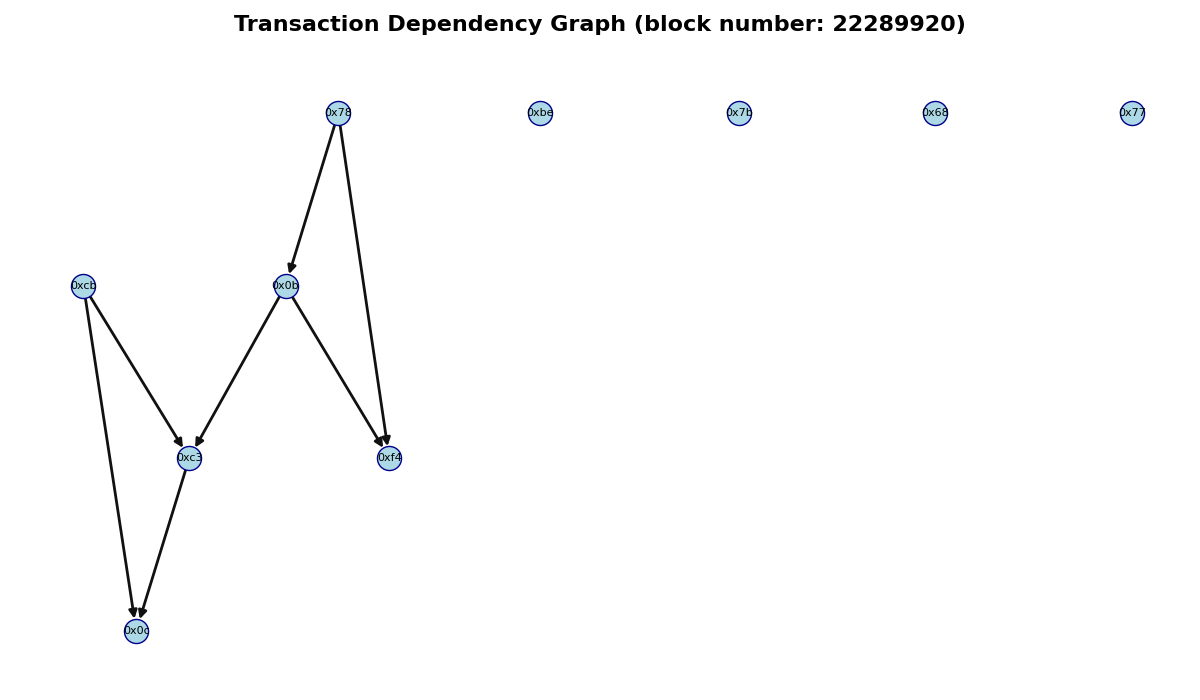 Transaction Dependency Graph (block number: 22289920)
0x78
0xbe
0x7b
0x68
0x77
0xcb
0x0b
0xc3
0xf4
0x0c